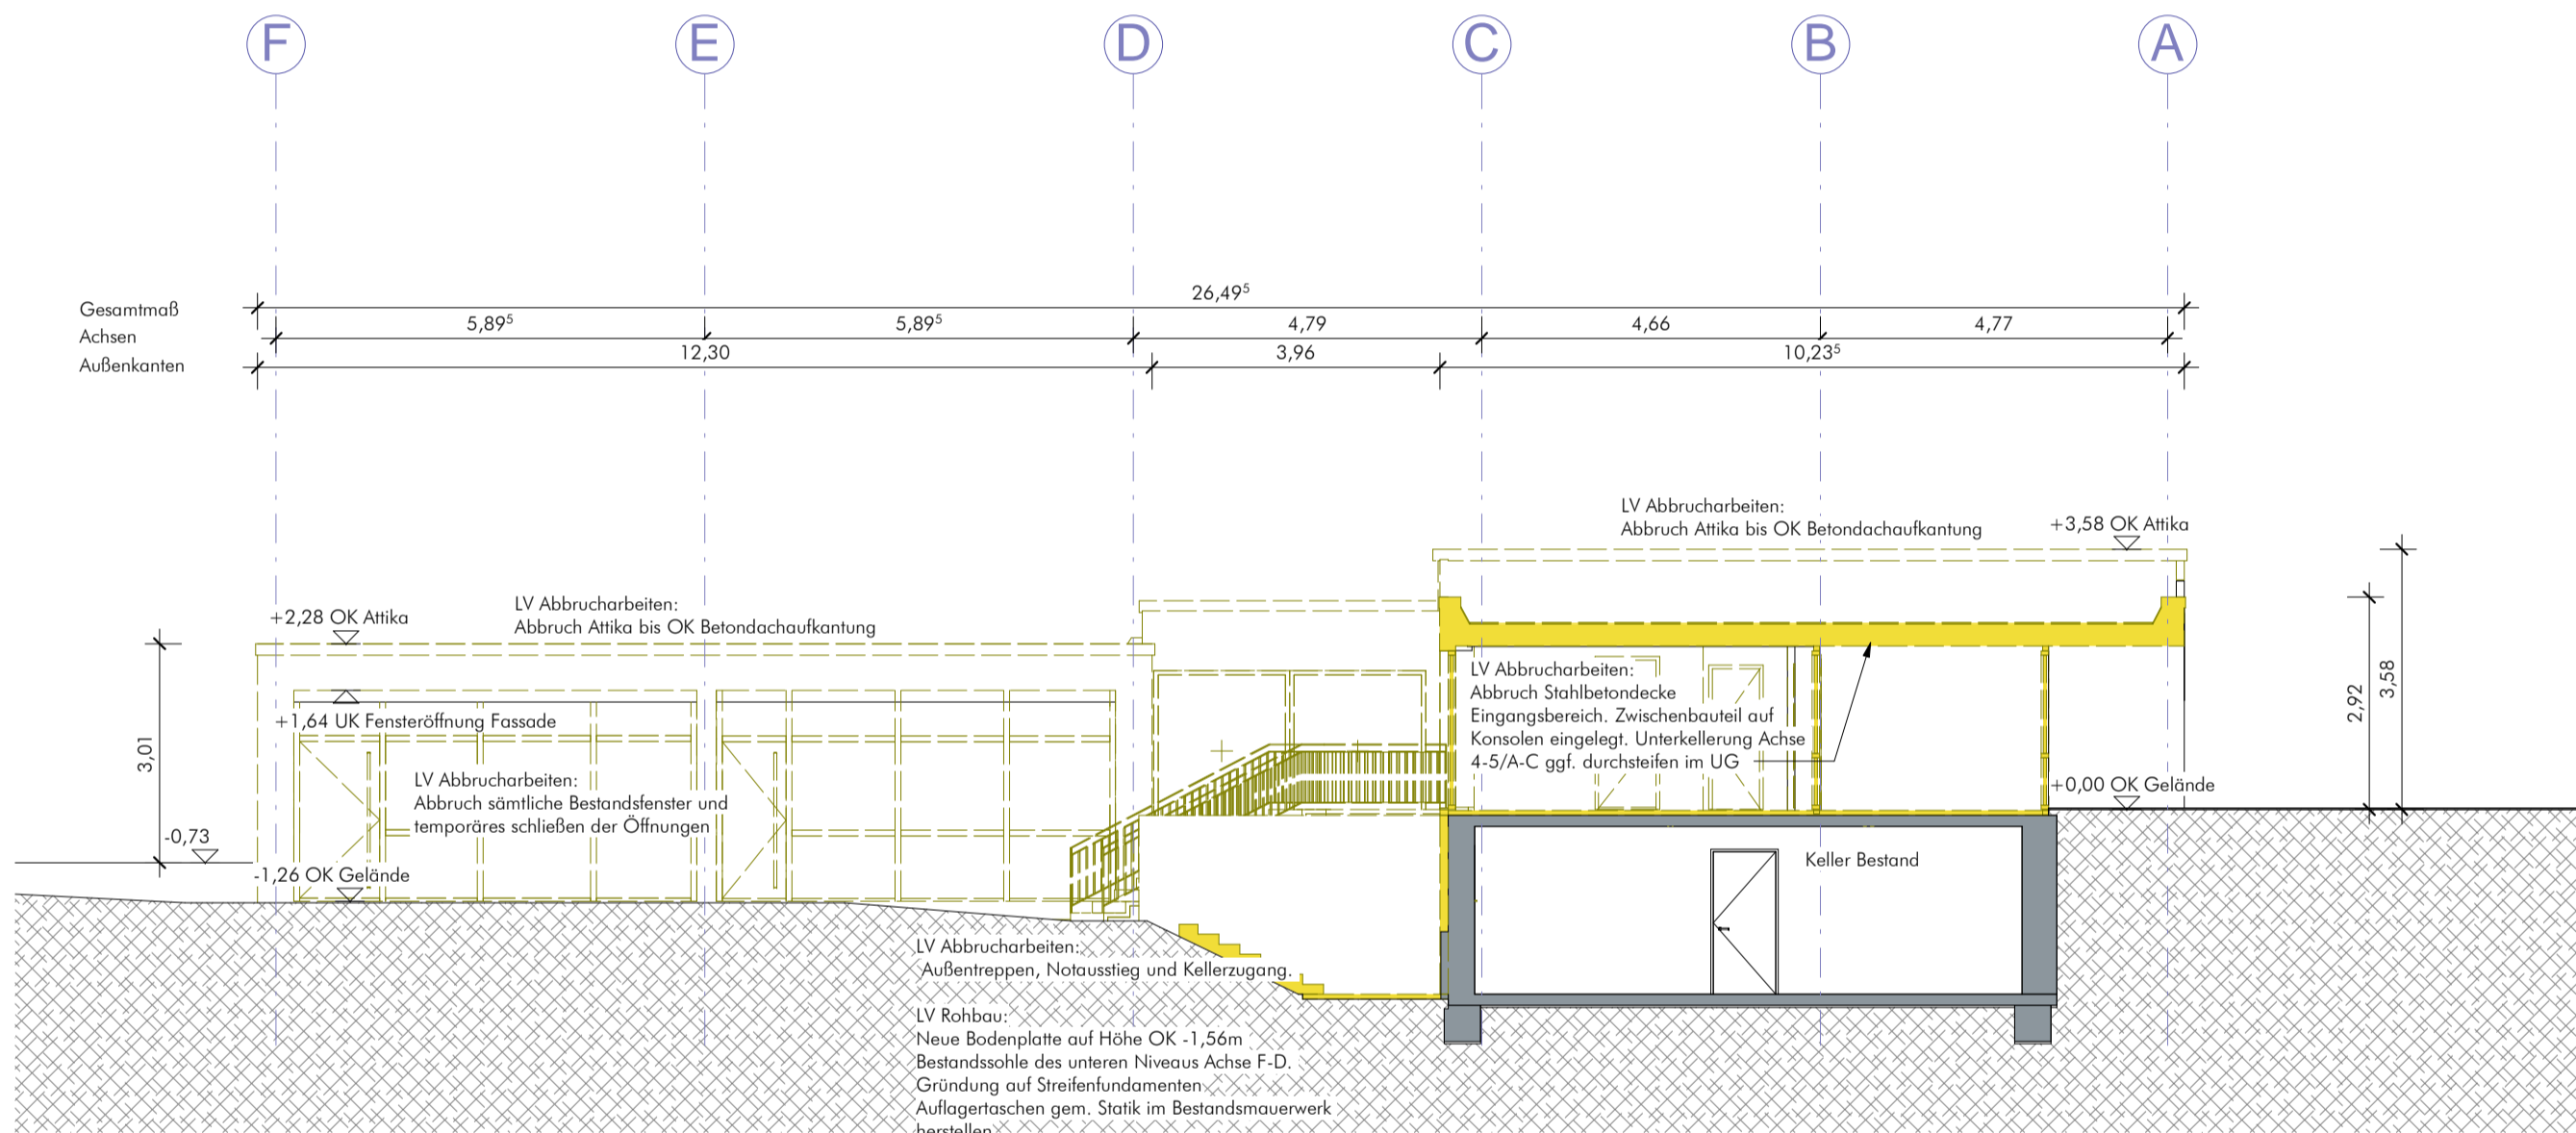 F E D C B A
Gesamtmaß 26,49⁵
Achsen 5,89⁵ 5,89⁵ 4,79 4,66 4,77
Außenkanten 12,30 3,96 10,23⁵
LV Abbrucharbeiten:
Abbruch Attika bis OK Betondachaufkantung
+3,58 OK Attika
+2,28 OK Attika
LV Abbrucharbeiten:
Abbruch Attika bis OK Betondachaufkantung
+1,64 UK Fensteröffnung Fassade
3,01
LV Abbrucharbeiten:
Abbruch sämtliche Bestandsfenster und
temporäres schließen der Öffnungen
-0,73
-1,26 OK Gelände
LV Abbrucharbeiten:
Abbruch Stahlbetondecke
Eingangsbereich. Zwischenbauteil auf
Konsolen eingelegt. Unterkellerung Achse
4-5/A-C ggf. durchsteifen im UG
2,92
3,58
+0,00 OK Gelände
Keller Bestand
LV Abbrucharbeiten:
Außentreppen, Notausstieg und Kellerzugang.
LV Rohbau:
Neue Bodenplatte auf Höhe OK -1,56m
Bestandssohle des unteren Niveaus Achse F-D.
Gründung auf Streifenfundamenten
Auflagertaschen gem. Statik im Bestandsmauerwerk
herstellen